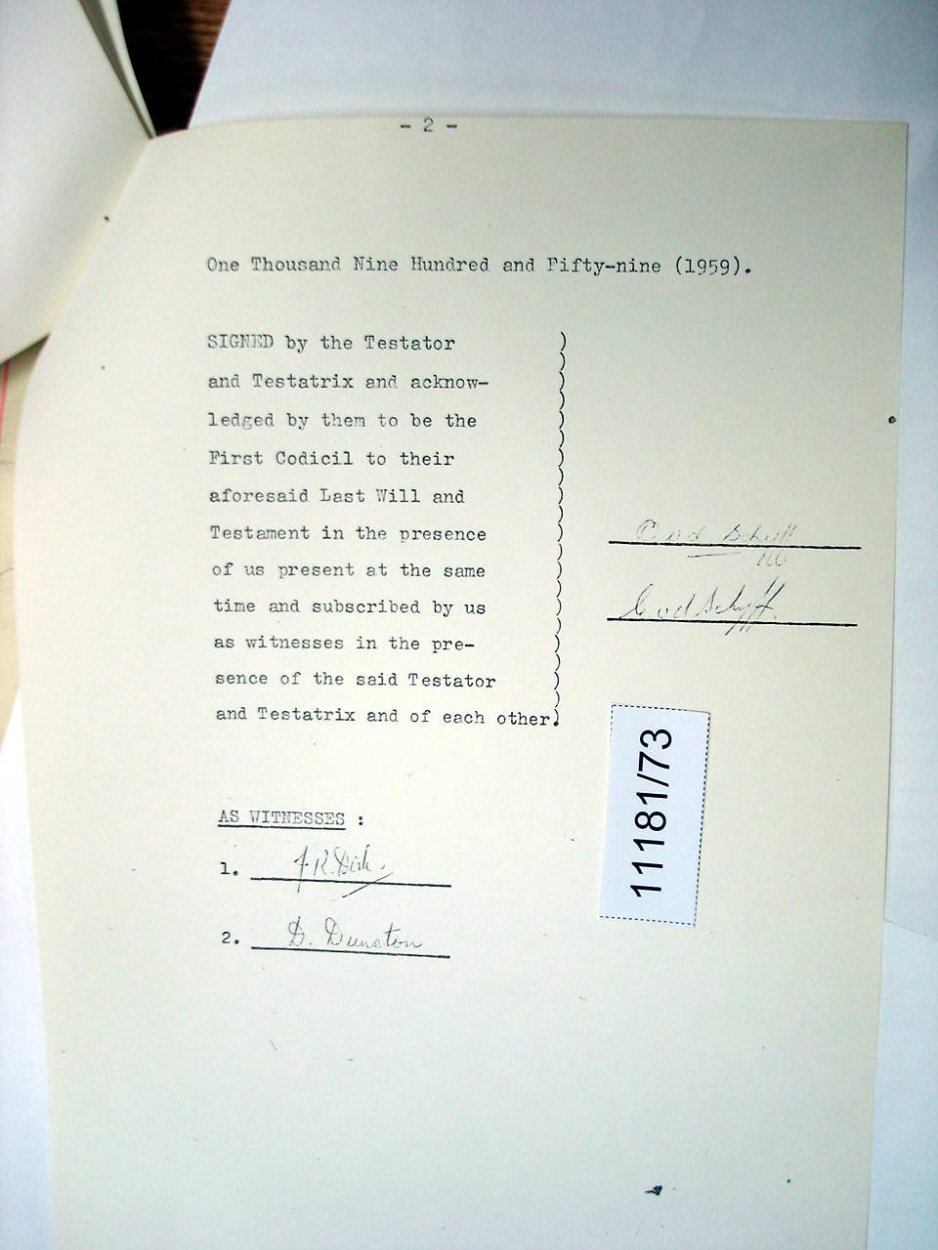 - 2 -
One Thousand Nine Hundred and Fifty-nine (1959).
SIGNED by the Testator
and Testatrix and acknow-
ledged by them to be the
First Codicil to their
aforesaid Last Will and
Testament in the presence
of us present at the same
time and subscribed by us
as witnesses in the pre-
sence of the said Testator
and Testatrix and of each other.
11181/73
AS WITNESSES :
1.
2. D. Dunston